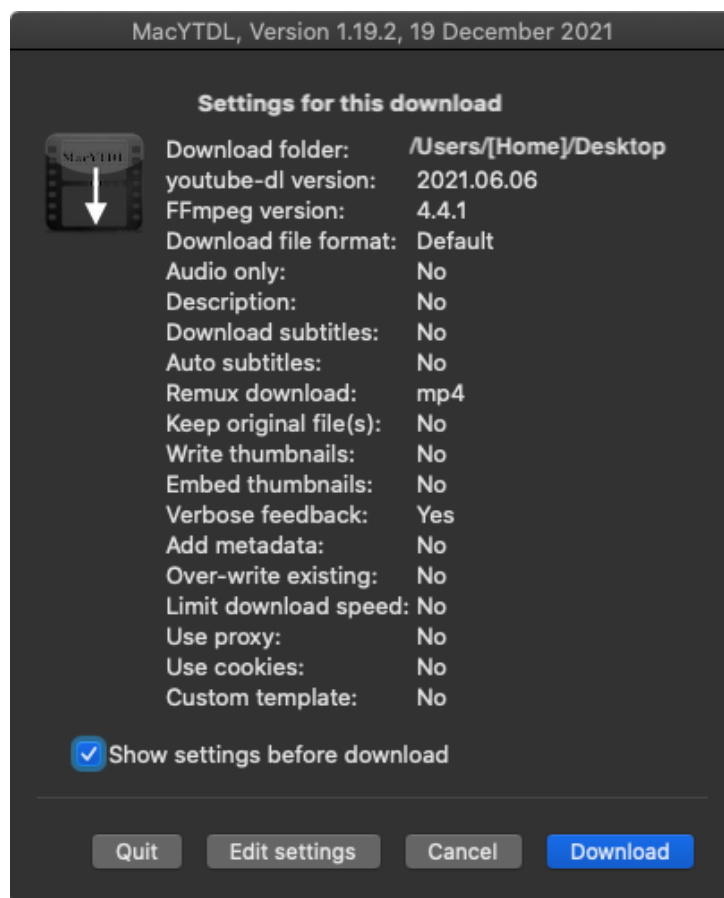 MacYTDL, Version 1.19.2, 19 December 2021
Settings for this download
MacYTDL
Download folder: /Users/[Home]/Desktop
youtube-dl version: 2021.06.06
FFmpeg version: 4.4.1
Download file format: Default
Audio only: No
Description: No
Download subtitles: No
Auto subtitles: No
Remux download: mp4
Keep original file(s): No
Write thumbnails: No
Embed thumbnails: No
Verbose feedback: Yes
Add metadata: No
Over-write existing: No
Limit download speed: No
Use proxy: No
Use cookies: No
Custom template: No
Show settings before download
Quit Edit settings Cancel Download